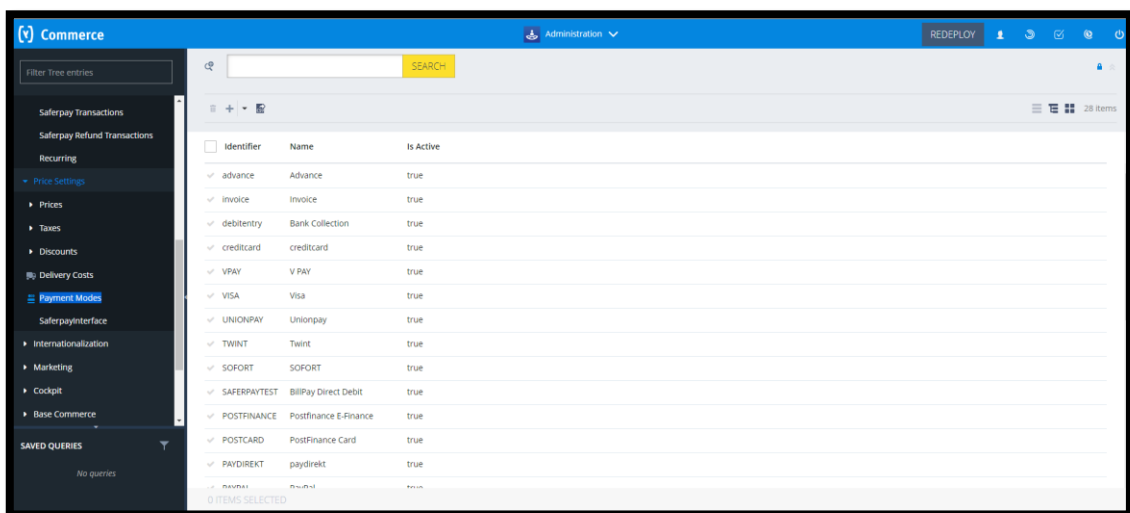 (y) Commerce
Administration
REDEPLOY
Filter Tree entries
SEARCH
Saferpay Transactions
Saferpay Refund Transactions
Recurring
Price Settings
Prices
Taxes
Discounts
Delivery Costs
Payment Modes
SaferpayInterface
Internationalization
Marketing
Cockpit
Base Commerce
SAVED QUERIES
No queries
28 items
Identifier Name Is Active
advance Advance true
invoice Invoice true
debitentry Bank Collection true
creditcard creditcard true
VPAY V PAY true
VISA Visa true
UNIONPAY Unionpay true
TWINT Twint true
SOFORT SOFORT true
SAFERPAYTEST BillPay Direct Debit true
POSTFINANCE Postfinance E-Finance true
POSTCARD PostFinance Card true
PAYDIREKT paydirekt true
PAYPAL PayPal true
0 ITEMS SELECTED